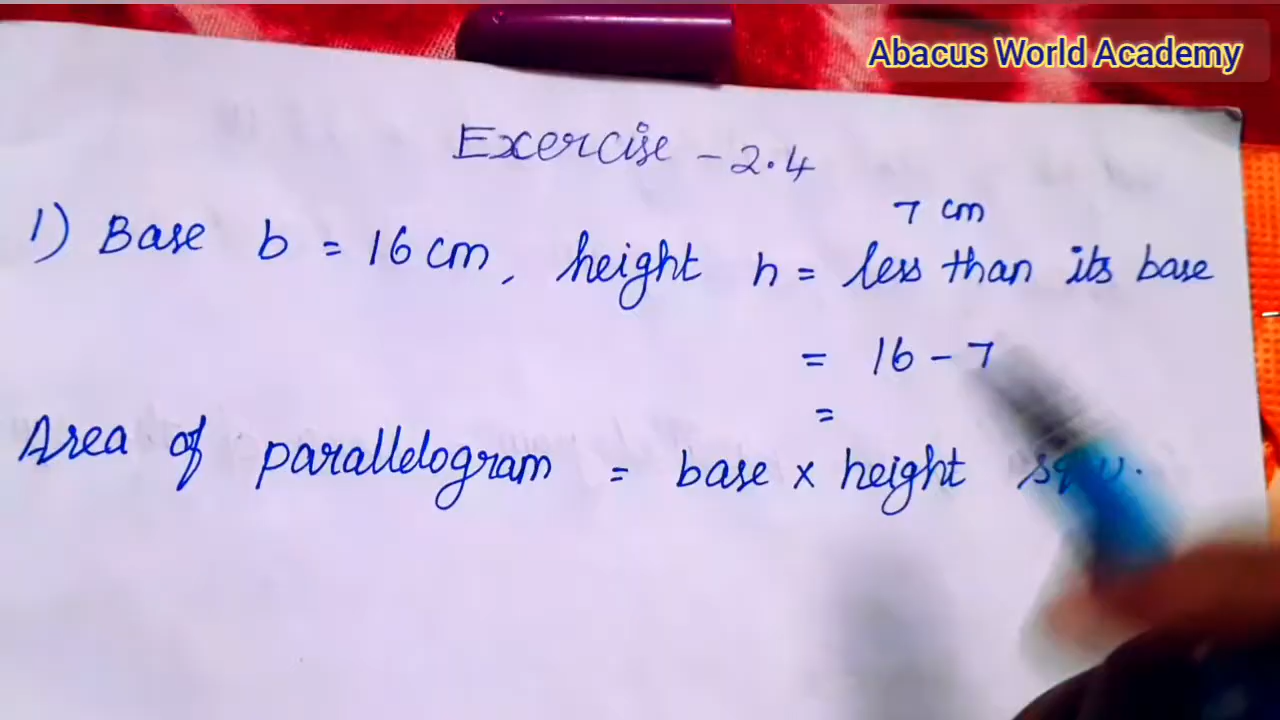 Abacus World Academy
Exercise - 2.4
7 cm
1) Base b = 16 cm, height h = less than its base
= 16 - 7
=
Area of parallelogram = base x height